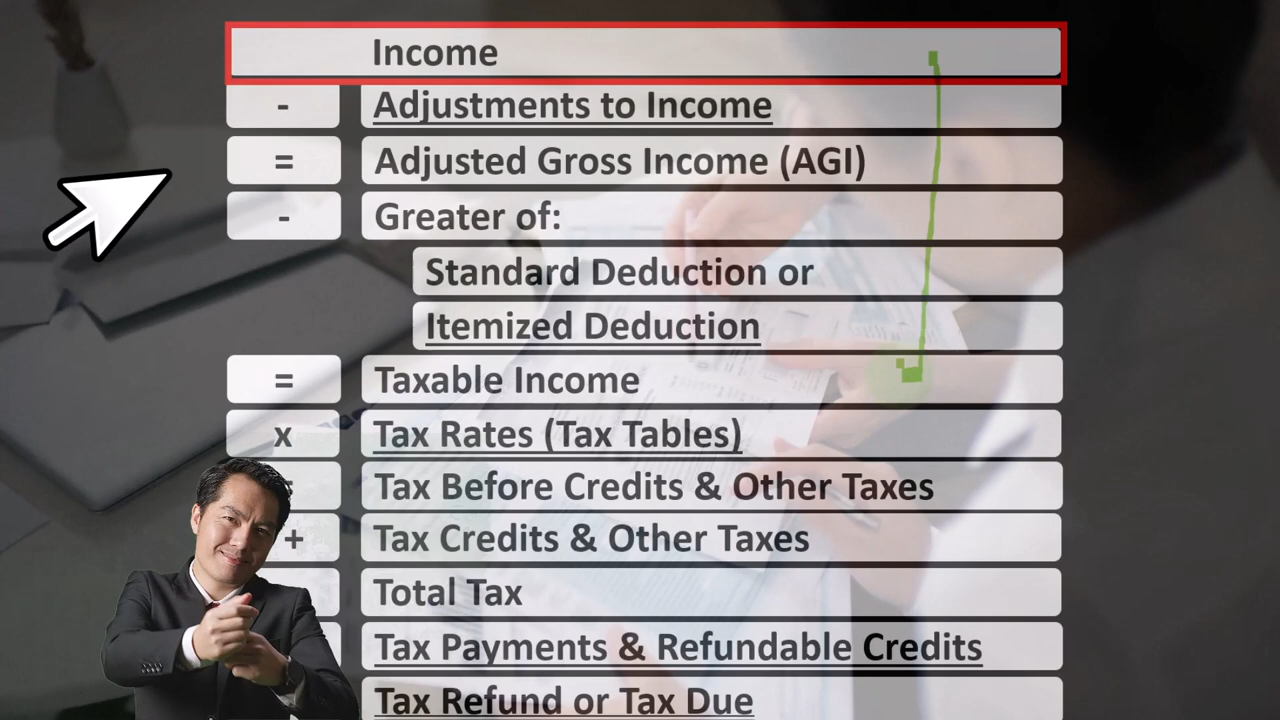 Income
- Adjustments to Income
= Adjusted Gross Income (AGI)
- Greater of:
Standard Deduction or
Itemized Deduction
= Taxable Income
x Tax Rates (Tax Tables)
Tax Before Credits & Other Taxes
+ Tax Credits & Other Taxes
Total Tax
Tax Payments & Refundable Credits
Tax Refund or Tax Due